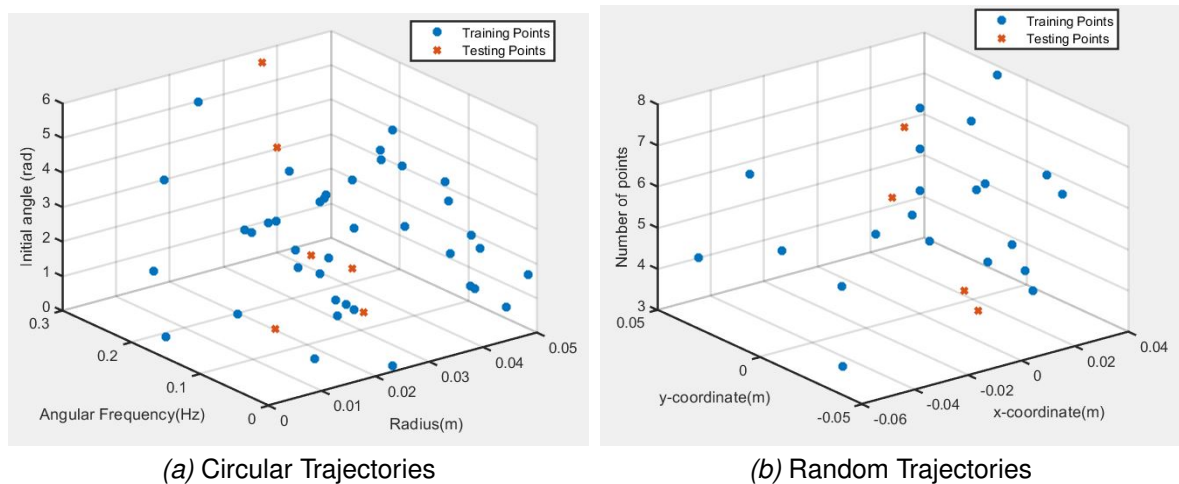 Training Points
Testing Points
6
5
4
3
2
1
0
Initial angle (rad)
0.3
0.2
0.1
0
Angular Frequency(Hz)
0
0.01
0.02
0.03
0.04
0.05
Radius(m)
(a) Circular Trajectories
Training Points
Testing Points
8
7
6
5
4
3
Number of points
0.05
0
-0.05
y-coordinate(m)
-0.06
-0.04
-0.02
0
0.02
0.04
x-coordinate(m)
(b) Random Trajectories